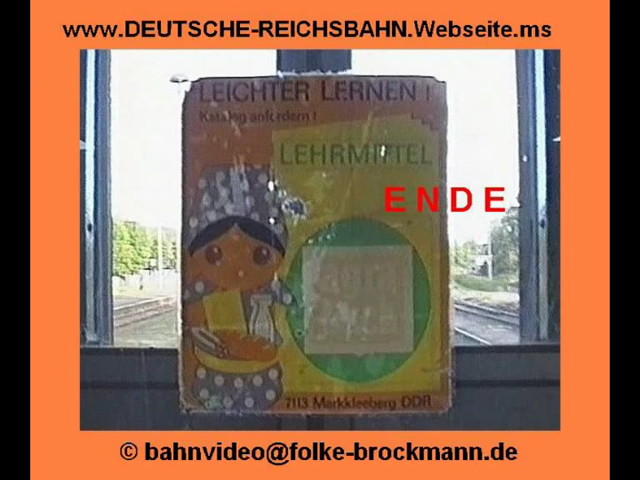 www.DEUTSCHE-REICHSBAHN.Webseite.ms
LEICHTER LERNEN !
Katalog anfordern !
LEHRMITTEL
E N D E
7113 Markkleeberg DDR
© bahnvideo@folke-brockmann.de